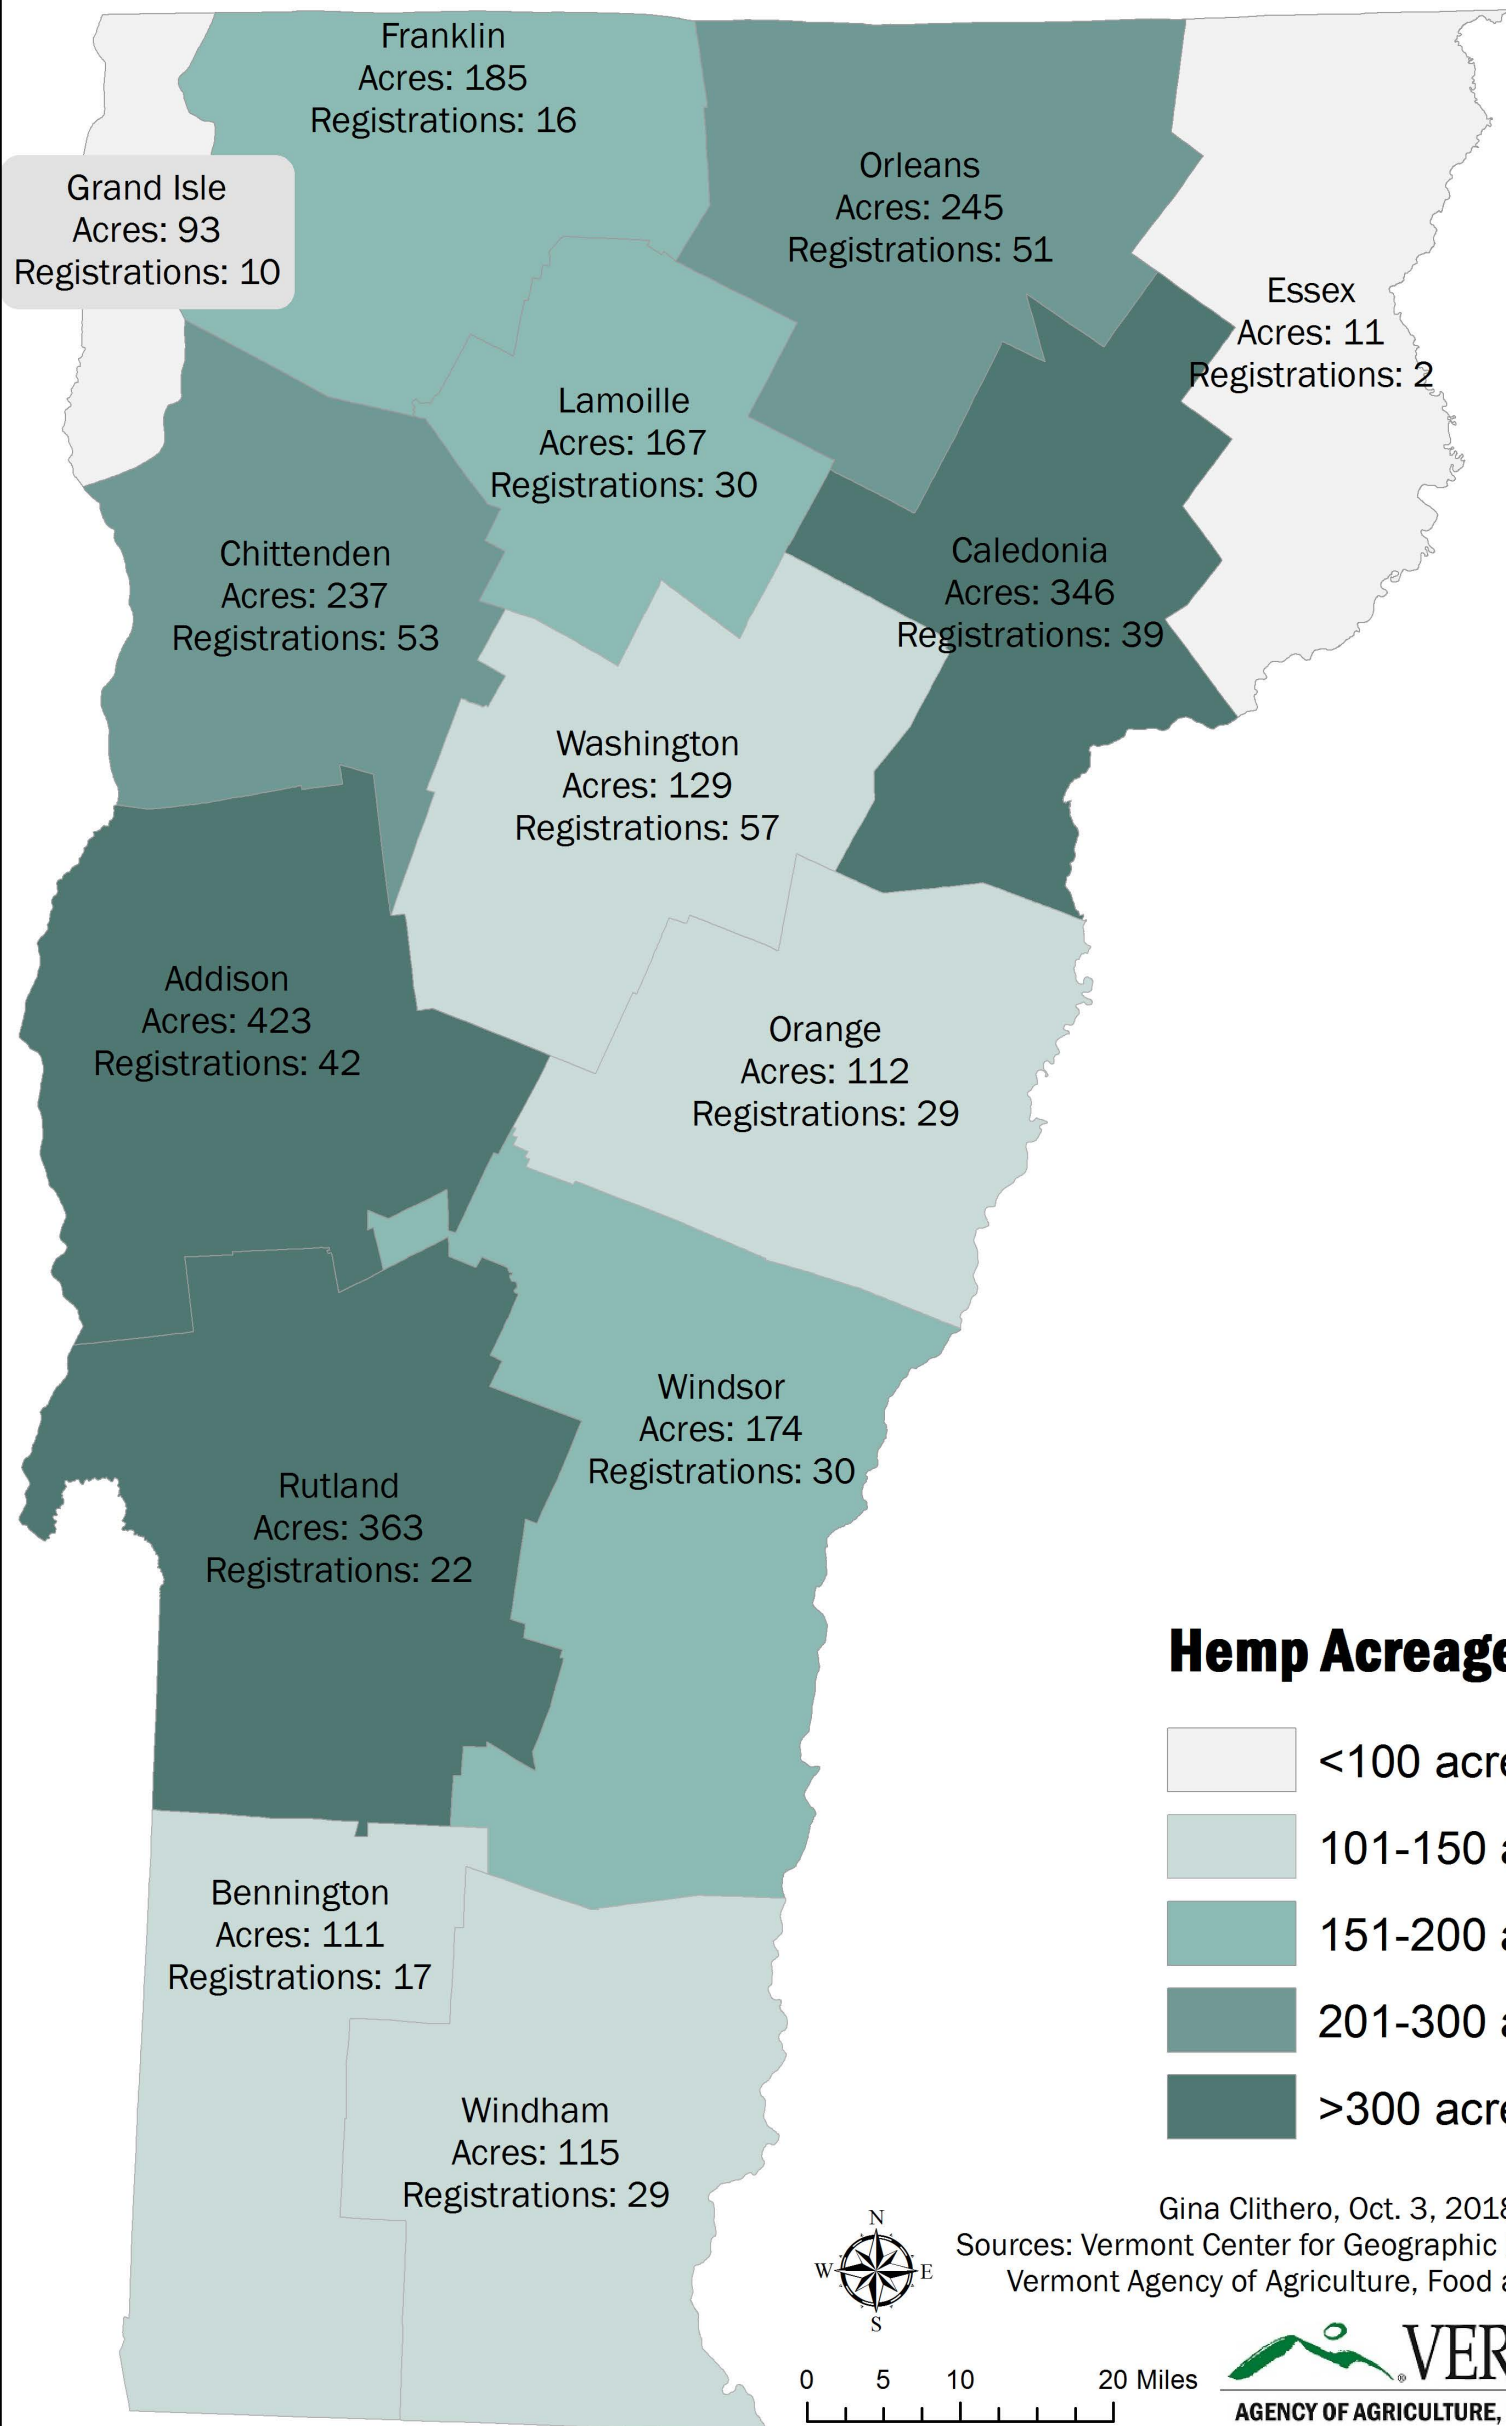 Franklin
Acres: 185
Registrations: 16
Grand Isle
Acres: 93
Registrations: 10
Orleans
Acres: 245
Registrations: 51
Essex
Acres: 11
Registrations: 2
Lamoille
Acres: 167
Registrations: 30
Chittenden
Acres: 237
Registrations: 53
Caledonia
Acres: 346
Registrations: 39
Washington
Acres: 129
Registrations: 57
Addison
Acres: 423
Registrations: 42
Orange
Acres: 112
Registrations: 29
Windsor
Acres: 174
Registrations: 30
Rutland
Acres: 363
Registrations: 22
Bennington
Acres: 111
Registrations: 17
Windham
Acres: 115
Registrations: 29
Hemp Acreage
<100 acre
101-150 a
151-200 a
201-300 a
>300 acre
Gina Clithero, Oct. 3, 2018
Sources: Vermont Center for Geographic
Vermont Agency of Agriculture, Food a
N
W E
S
0 5 10 20 Miles
VER
AGENCY OF AGRICULTURE,